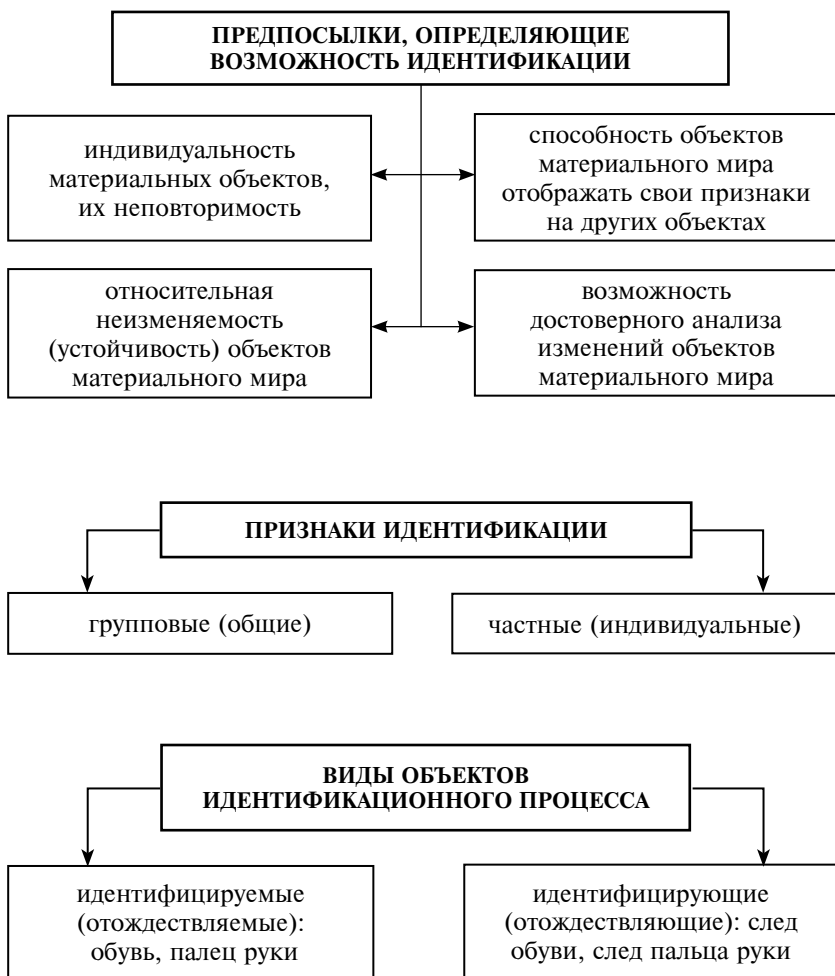 ПРЕДПОСЫЛКИ, ОПРЕДЕЛЯЮЩИЕ
ВОЗМОЖНОСТЬ ИДЕНТИФИКАЦИИ
индивидуальность
материальных объектов,
их неповторимость
способность объектов
материального мира
отображать свои признаки
на других объектах
относительная
неизменяемость
(устойчивость) объектов
материального мира
возможность
достоверного анализа
изменений объектов
материального мира
ПРИЗНАКИ ИДЕНТИФИКАЦИИ
групповые (общие)
частные (индивидуальные)
ВИДЫ ОБЪЕКТОВ
ИДЕНТИФИКАЦИОННОГО ПРОЦЕССА
идентифицируемые
(отождествляемые):
обувь, палец руки
идентифицирующие
(отождествляющие): след
обуви, след пальца руки